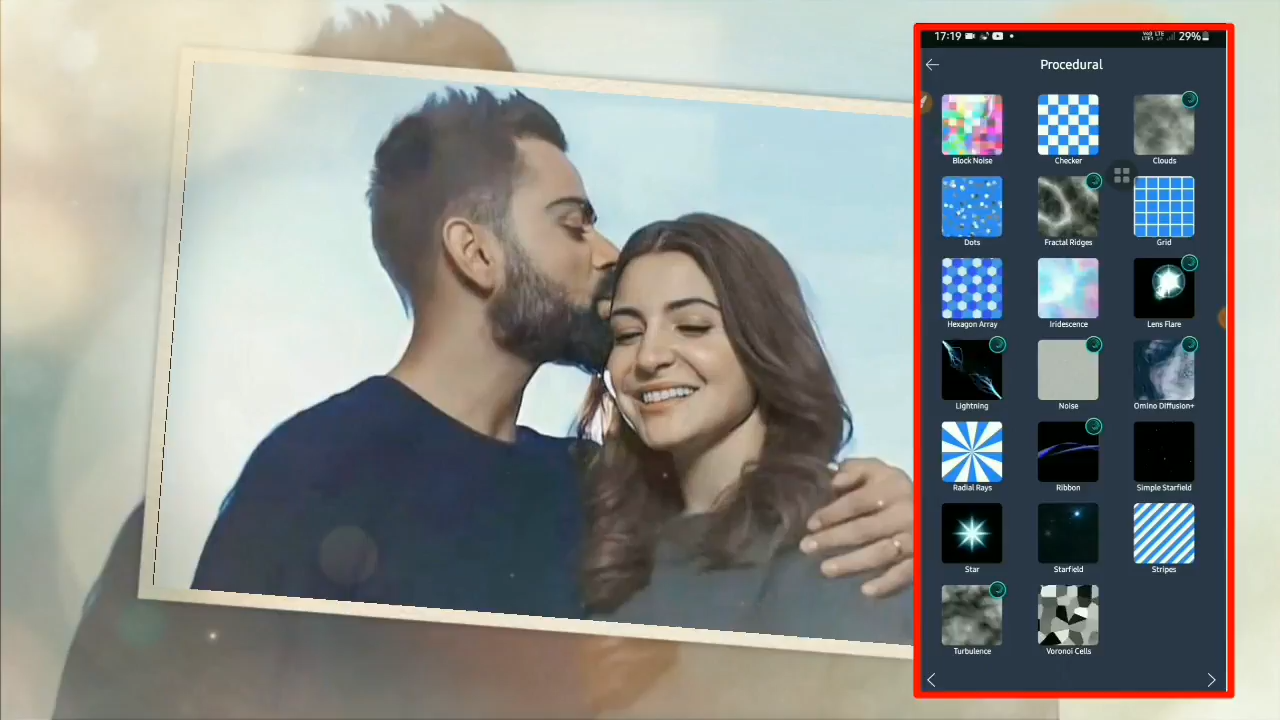 17:19
29%
Procedural
Block Noise
Checker
Clouds
Dots
Fractal Ridges
Grid
Hexagon Array
Iridescence
Lens Flare
Lightning
Noise
Omino Diffusion+
Radial Rays
Ribbon
Simple Starfield
Star
Starfield
Stripes
Turbulence
Voronoi Cells